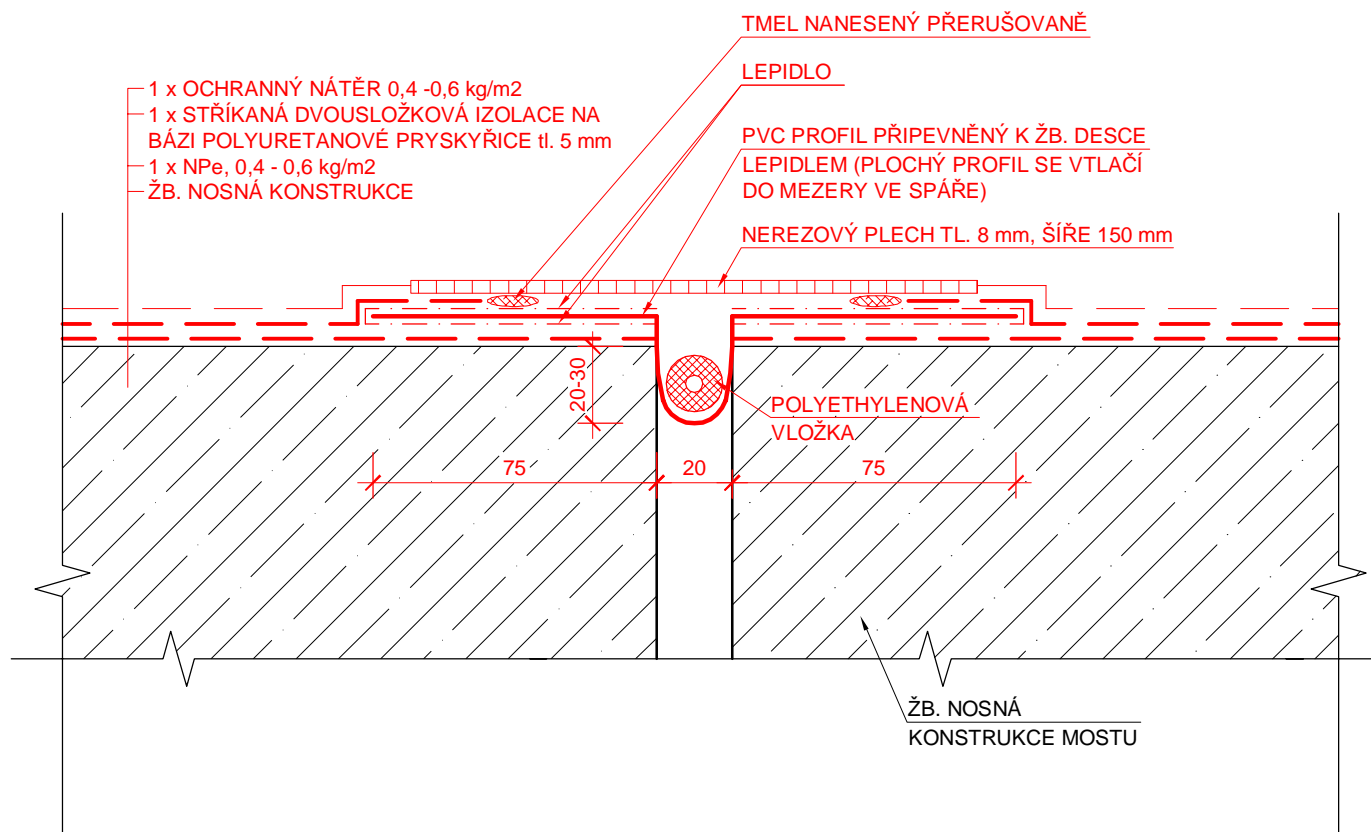 TMEL NANESENÝ PŘERUŠOVANĚ
LEPIDLO
1 x OCHRANNÝ NÁTĚR 0,4 -0,6 kg/m2
1 x STŘÍKANÁ DVOUSLOŽKOVÁ IZOLACE NA
BÁZI POLYURETANOVÉ PRYSKYŘICE tl. 5 mm
1 x NPe, 0,4 - 0,6 kg/m2
ŽB. NOSNÁ KONSTRUKCE
PVC PROFIL PŘIPEVNĚNÝ K ŽB. DESCE
LEPIDLEM (PLOCHÝ PROFIL SE VTLAČÍ
DO MEZERY VE SPÁŘE)
NEREZOVÝ PLECH TL. 8 mm, ŠÍŘE 150 mm
20-30
POLYETHYLENOVÁ
VLOŽKA
75
20
75
ŽB. NOSNÁ
KONSTRUKCE MOSTU